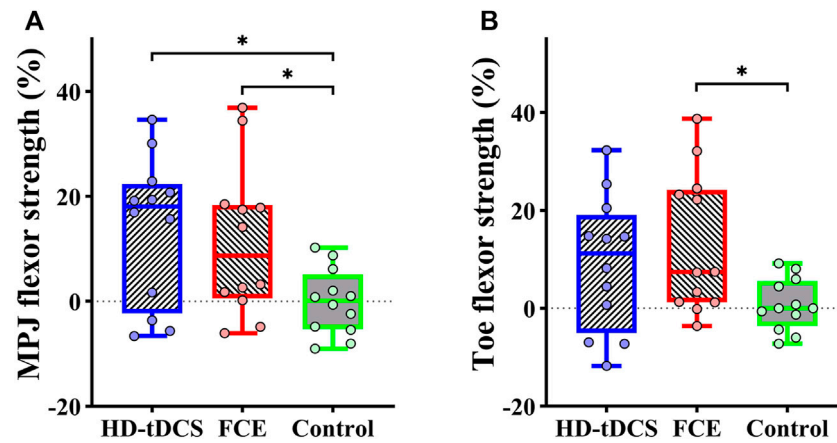 A
MPJ flexor strength (%)
40
20
0
-20
*
*
HD-tDCS FCE Control
B
Toe flexor strength (%)
40
20
0
-20
*
HD-tDCS FCE Control